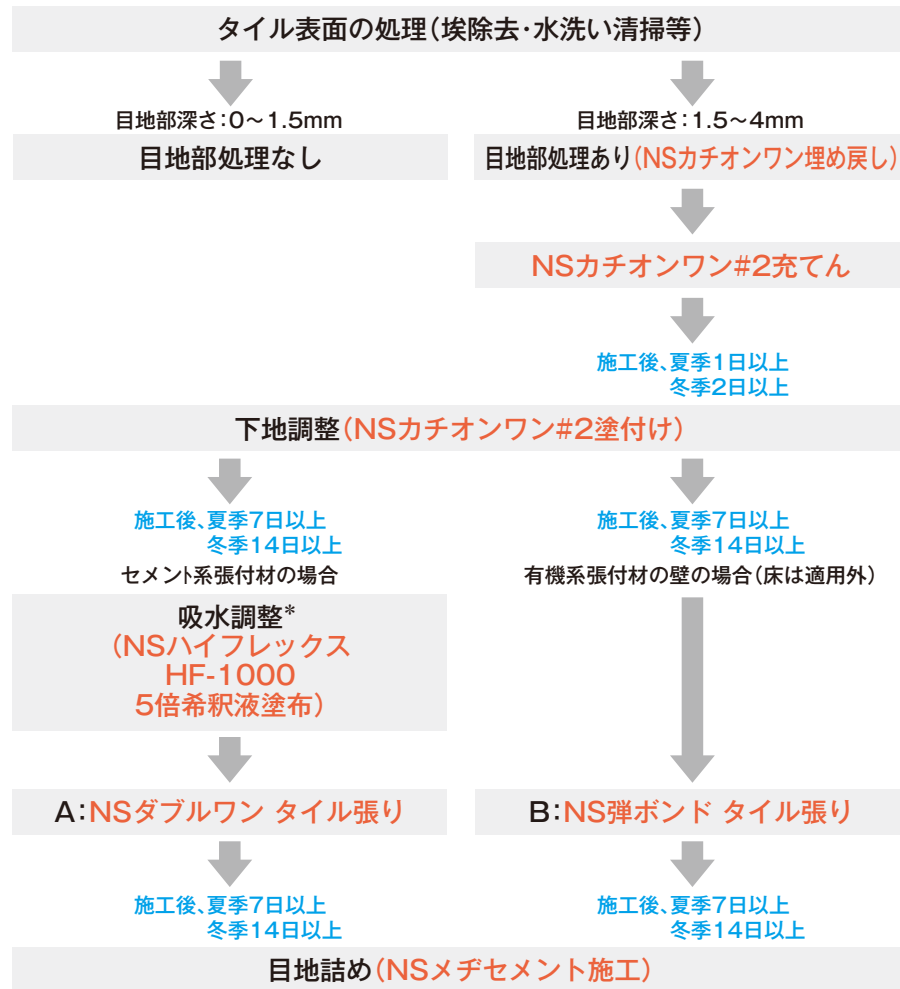 タイル表面の処理(埃除去・水洗い清掃等)
目地部深さ:0〜1.5mm
目地部処理なし
目地部深さ:1.5〜4mm
目地部処理あり(NSカチオンワン埋め戻し)
NSカチオンワン#2充てん
施工後、夏季1日以上
冬季2日以上
下地調整(NSカチオンワン#2塗付け)
施工後、夏季7日以上
冬季14日以上
セメント系張付材の場合
吸水調整*
(NSハイフレックス
HF-1000
5倍希釈液塗布)
A:NSダブルワン タイル張り
施工後、夏季7日以上
冬季14日以上
施工後、夏季7日以上
冬季14日以上
有機系張付材の壁の場合(床は適用外)
B:NS弾ボンド タイル張り
施工後、夏季7日以上
冬季14日以上
目地詰め(NSメヂセメント施工)